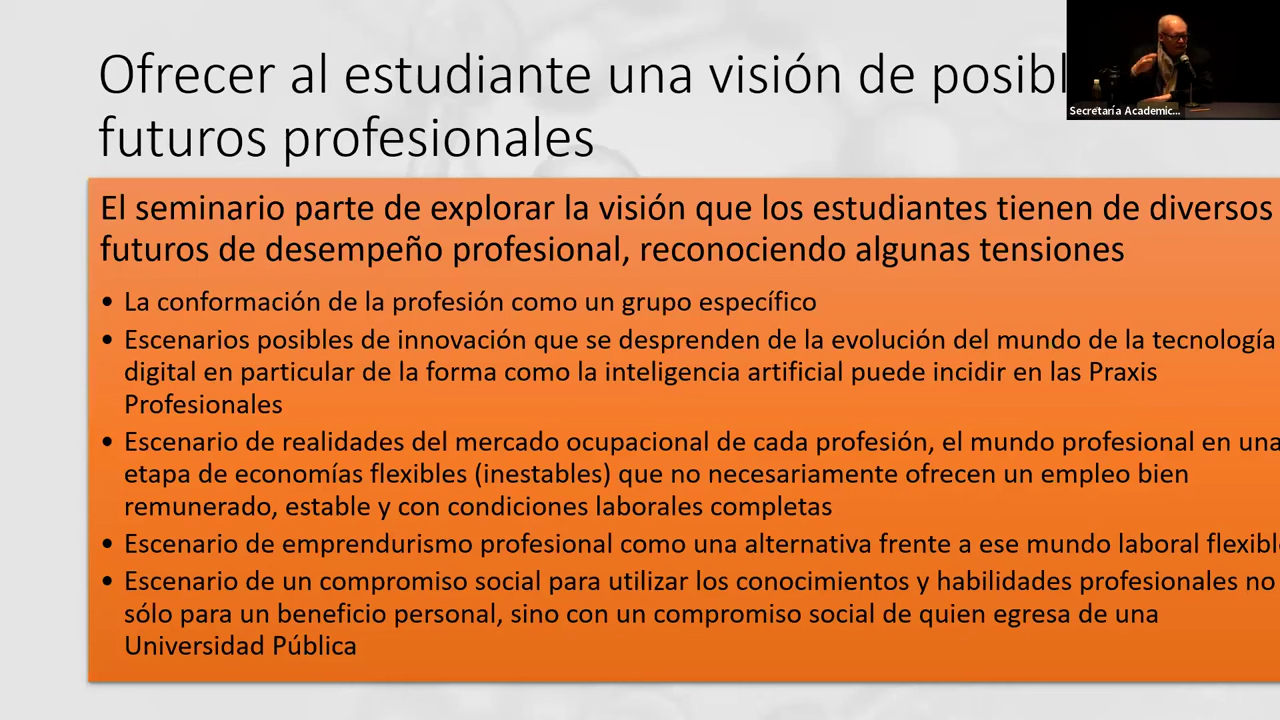 Ofrecer al estudiante una visión de posibl
futuros profesionales
Secretaría Academic...
El seminario parte de explorar la visión que los estudiantes tienen de diversos
futuros de desempeño profesional, reconociendo algunas tensiones
• La conformación de la profesión como un grupo específico
• Escenarios posibles de innovación que se desprenden de la evolución del mundo de la tecnología
digital en particular de la forma como la inteligencia artificial puede incidir en las Praxis
Profesionales
• Escenario de realidades del mercado ocupacional de cada profesión, el mundo profesional en una
etapa de economías flexibles (inestables) que no necesariamente ofrecen un empleo bien
remunerado, estable y con condiciones laborales completas
• Escenario de emprendurismo profesional como una alternativa frente a ese mundo laboral flexible
• Escenario de un compromiso social para utilizar los conocimientos y habilidades profesionales no
sólo para un beneficio personal, sino con un compromiso social de quien egresa de una
Universidad Pública